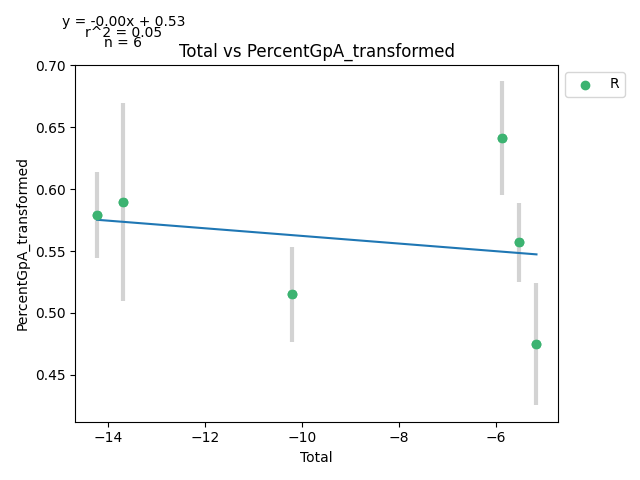 y = -0.00x + 0.53
r^2 = 0.05
n = 6
Total vs PercentGpA_transformed
R
PercentGpA_transformed
0.70
0.65
0.60
0.55
0.50
0.45
−14
−12
−10
−8
−6
Total